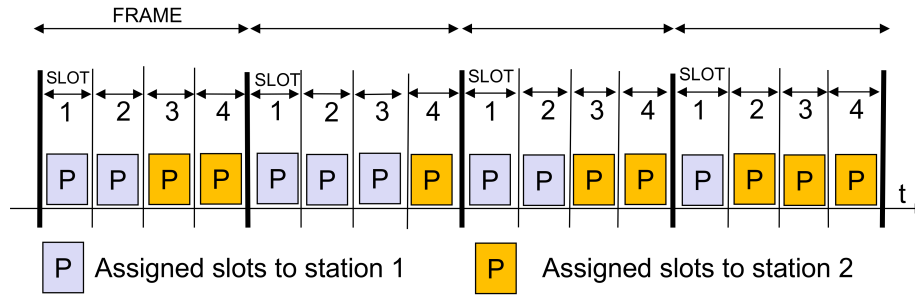 FRAME
SLOT SLOT SLOT SLOT
1 2 3 4 1 2 3 4 1 2 3 4 1 2 3 4
P P P P P P P P P P P P P P P P
t
P Assigned slots to station 1 P Assigned slots to station 2